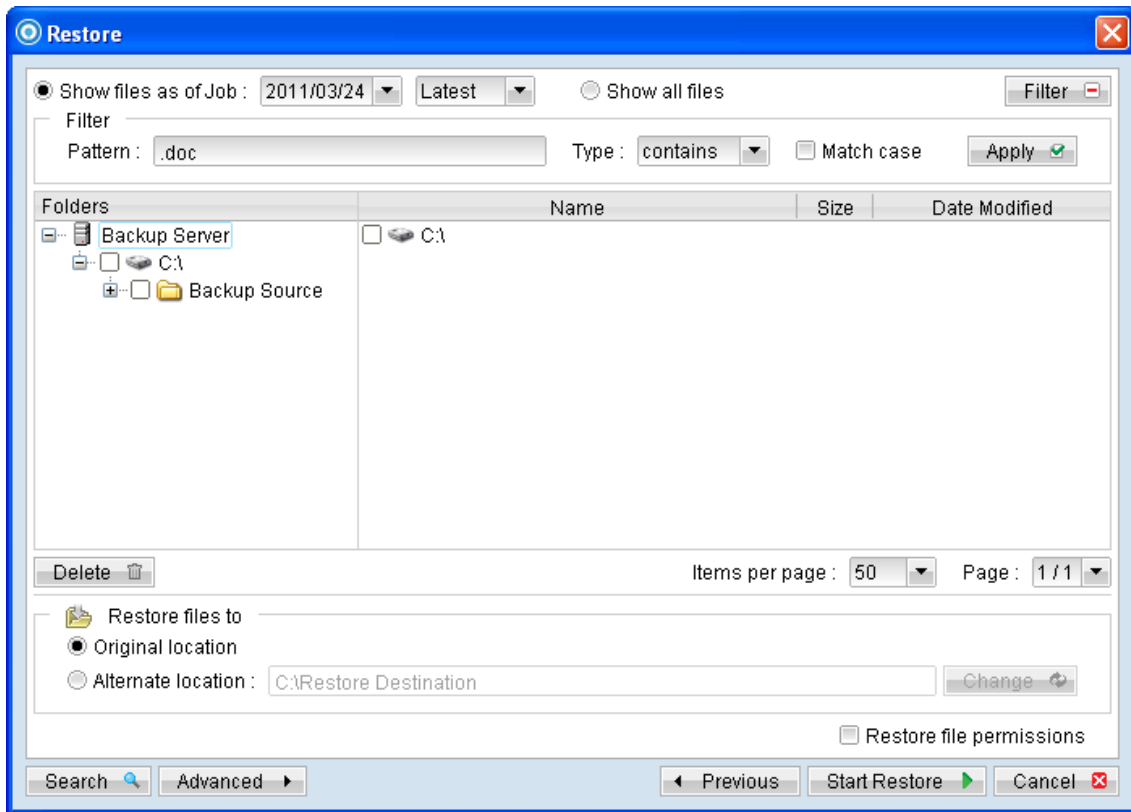 Restore
Show files as of Job : 2011/03/24 Latest Show all files Filter
Filter
Pattern : .doc Type : contains Match case Apply
Folders Name Size Date Modified
Backup Server C:\
C:\
Backup Source
Delete Items per page : 50 Page : 1 / 1
Restore files to
Original location
Alternate location : C:\Restore Destination Change
Restore file permissions
Search Advanced Previous Start Restore Cancel